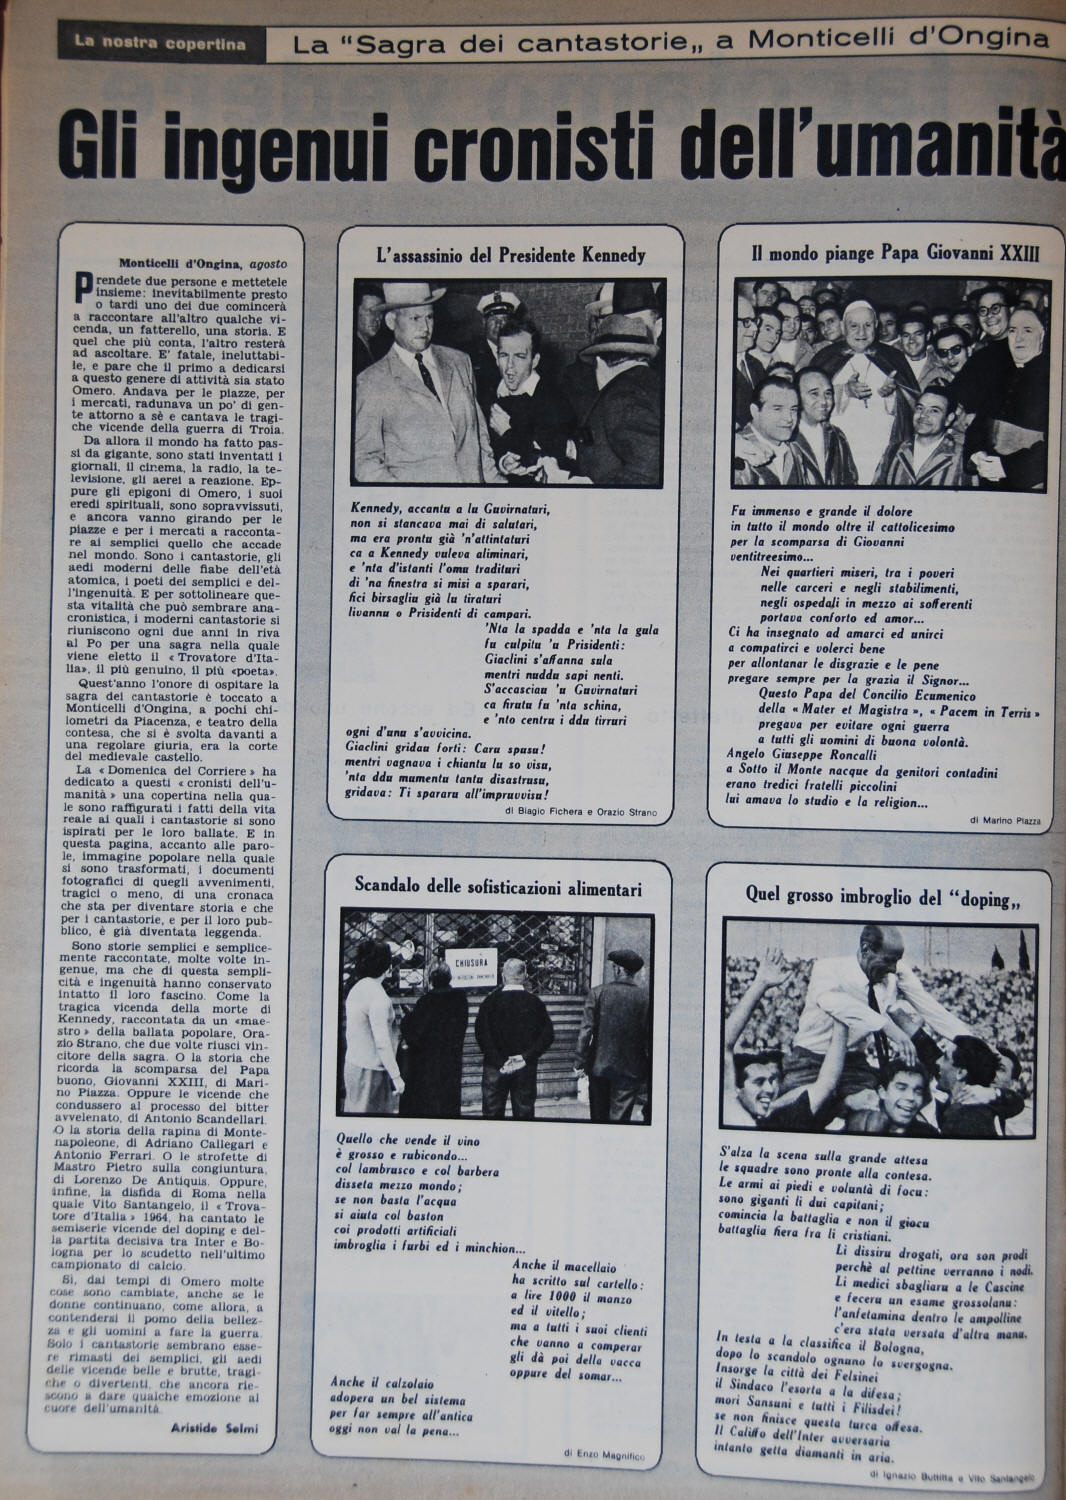 La nostra copertina
La "Sagra dei cantastorie„ a Monticelli d'Ongina
Gli ingenui cronisti dell'umanità
Monticelli d'Ongina, agosto
Prendete due persone e mettetele
insieme: inevitabilmente presto
o tardi uno dei due comincerà
a raccontare all'altro qualche vi-
cenda, un fatterello, una storia. E
quel che più conta, l'altro resterà
ad ascoltare. E' fatale, ineluttabi-
le, e pare che il primo a dedicarsi
a questo genere di attività sia stato
Omero. Andava per le piazze, per
i mercati, radunava un po' di gen-
te attorno a sè e cantava le tragi-
che vicende della guerra di Troia.
Da allora il mondo ha fatto pas-
si da gigante, sono stati inventati i
giornali, il cinema, la radio, la te-
levisione, gli aerei a reazione. Ep-
pure gli epigoni di Omero, i suoi
eredi spirituali, sono sopravvissuti,
e ancora vanno girando per le
piazze e per i mercati a racconta-
re ai semplici quello che accade
nel mondo. Sono i cantastorie, gli
aedi moderni delle fiabe dell'età
atomica, i poeti dei semplici e del-
l'ingenuità. E per sottolineare que-
sta vitalità che può sembrare ana-
cronistica, i moderni cantastorie si
riuniscono ogni due anni in riva
al Po per una sagra nella quale
viene eletto il «Trovatore d'Ita-
lia», il più genuino, il più «poeta».
Quest'anno l'onore di ospitare la
sagra dei cantastorie è toccato a
Monticelli d'Ongina, a pochi chi-
lometri da Piacenza, e teatro della
contesa, che si è svolta davanti a
una regolare giuria, era la corte
del medievale castello.
La «Domenica del Corriere» ha
dedicato a questi «cronisti dell'u-
manità» una copertina nella qua-
le sono raffigurati i fatti della vita
reale ai quali i cantastorie si sono
ispirati per le loro ballate. E in
questa pagina, accanto alle paro-
le, immagine popolare nella quale
si sono trasformati, i documenti
fotografici di quegli avvenimenti,
tragici o meno, di una cronaca
che sta per diventare storia e che
per i cantastorie, e per il loro pub-
blico, è già diventata leggenda.
Sono storie semplici e semplice-
mente raccontate, molte volte in-
genue, ma che di questa sempli-
cità e ingenuità hanno conservato
intatto il loro fascino. Come la
tragica vicenda della morte di
Kennedy, raccontata da un «mae-
stro» della ballata popolare, Ora-
zio Strano, che due volte riuscì vin-
citore della sagra. O la storia che
ricorda la scomparsa del Papa
buono, Giovanni XXIII, di Mari-
no Piazza. Oppure le vicende che
condussero al processo del bitter
avvelenato, di Antonio Scandellari.
O la storia della rapina di Monte-
napoleone, di Adriano Callegari e
Antonio Ferrari. O le strofette di
Mastro Pietro sulla congiuntura,
di Lorenzo De Antiquis. Oppure,
infine, la disfida di Roma nella
quale Vito Santangelo, il «Trova-
tore d'Italia» 1964, ha cantato le
semiserie vicende del doping e del-
la partita decisiva tra Inter e Bo-
logna per lo scudetto nell'ultimo
campionato di calcio.
Sì, dai tempi di Omero molte
cose sono cambiate, anche se le
donne continuano, come allora, a
contendersi il pomo della bellez-
za e gli uomini a fare la guerra.
Solo i cantastorie sembrano esse-
re rimasti dei semplici, gli aedi
delle vicende belle e brutte, tragi-
che o divertenti, che ancora rie-
scono a dare qualche emozione al
cuore dell'umanità.
Aristide Selmi
L'assassinio del Presidente Kennedy
Kennedy, accantu a lu Guvirnaturi,
non si stancava mai di salutari,
ma era prontu già 'n'attintaturi
ca a Kennedy vuleva aliminari,
e 'nta d'istanti l'omu tradituri
di 'na finestra si misi a sparari,
fici birsagliu già lu tiraturi
livannu o Prisidenti di campari.
'Nta la spadda e 'nta la gula
fu culpitu 'u Prisidenti:
Giaclini s'affanna sula
mentri nuddu sapi nenti.
S'accasciau 'u Guvirnaturi
ca firutu fu 'nta schina,
e 'nto centru i ddu tirruri
ogni d'unu s'avvicina.
Giaclini gridau forti: Caru spusu!
mentri vagnava i chiantu lu so visu,
'nta ddu mumentu tantu disastrusu,
gridava: Ti spararu all'impruvvisu!
di Biagio Fichera e Orazio Strano
Il mondo piange Papa Giovanni XXIII
Fu immenso e grande il dolore
in tutto il mondo oltre il cattolicesimo
per la scomparsa di Giovanni
ventitreesimo...
Nei quartieri miseri, tra i poveri
nelle carceri e negli stabilimenti,
negli ospedali in mezzo ai sofferenti
portava conforto ed amor...
Ci ha insegnato ad amarci ed unirci
a compatirci e volerci bene
per allontanar le disgrazie e le pene
pregare sempre per la grazia il Signor...
Questo Papa del Concilio Ecumenico
della «Mater et Magistra», «Pacem in Terris»
pregava per evitare ogni guerra
a tutti gli uomini di buona volontà.
Angelo Giuseppe Roncalli
a Sotto il Monte nacque da genitori contadini
erano tredici fratelli piccolini
lui amava lo studio e la religion...
di Marino Piazza
Scandalo delle sofisticazioni alimentari
CHIUSURA
Quello che vende il vino
è grosso e rubicondo...
col lambrusco e col barbera
disseta mezzo mondo;
se non basta l'acqua
si aiuta col baston
coi prodotti artificiali
imbroglia i furbi ed i minchion...
Anche il macellaio
ha scritto sul cartello:
a lire 1000 il manzo
ed il vitello;
ma a tutti i suoi clienti
che vanno a comperar
gli dà poi della vacca
oppure del somar...
Anche il calzolaio
adopera un bel sistema
per far sempre all'antica
oggi non val la pena...
di Enzo Magnifico
Quel grosso imbroglio del "doping„
S'alza la scena sulla grande attesa
le squadre sono pronte alla contesa.
Le armi ai piedi e voluntà di focu:
sono giganti li dui capitani;
comincia la battaglia e non il giocu
battaglia fiera fra li cristiani.
Li dissiru drogati, ora son prodi
perchè al pettine verranno i nodi.
Li medici sbagliaru a le Cascine
e feceru un esame grossolanu:
l'anfetamina dentro le ampolline
c'era stata versata d'altra manu.
In testa a la classifica il Bologna,
dopo lo scandolo ognuno lo svergogna.
Insorge la città dei Felsinei
il Sindaco l'esorta a la difesa;
mori Sansuni e tutti i Filisdei!
se non finisce questa turca offesa.
Il Califfo dell'Inter avversaria
intanto getta diamanti in aria.
di Ignazio Buttitta e Vito Santangelo